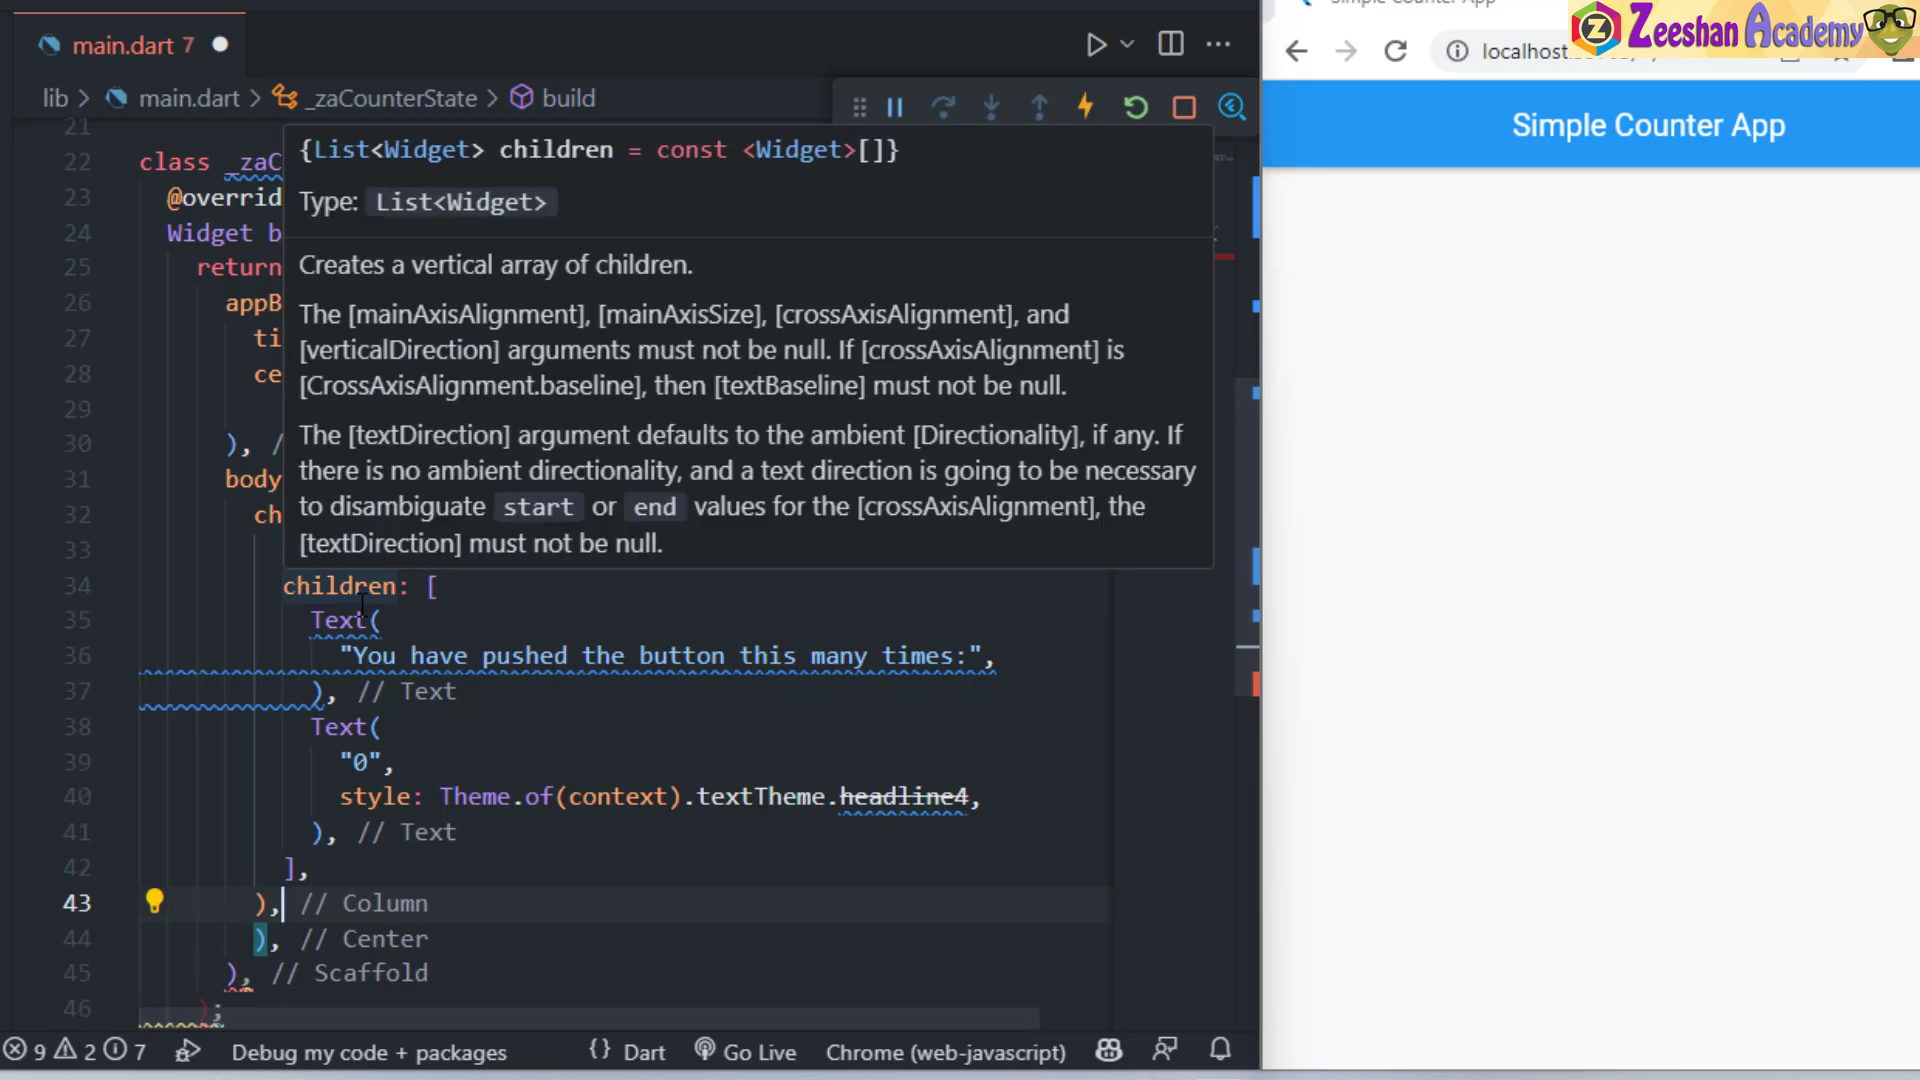 main.dart 7
Zeeshan Academy
lib > main.dart > _zaCounterState > build
localhost
Simple Counter App
21
{List<Widget> children = const <Widget>[]}
22 class _zaC
Type: List<Widget>
23 @overrid
24 Widget b
25 return
Creates a vertical array of children.
26 appB
The [mainAxisAlignment], [mainAxisSize], [crossAxisAlignment], and
27 ti
[verticalDirection] arguments must not be null. If [crossAxisAlignment] is
28 ce
[CrossAxisAlignment.baseline], then [textBaseline] must not be null.
29
30 ), /
The [textDirection] argument defaults to the ambient [Directionality], if any. If
31 body
there is no ambient directionality, and a text direction is going to be necessary
32 ch
to disambiguate start or end values for the [crossAxisAlignment], the
33
[textDirection] must not be null.
34 children: [
35 Text(
36 "You have pushed the button this many times:",
37 ), // Text
38 Text(
39 "0",
40 style: Theme.of(context).textTheme.headline4,
41 ), // Text
42 ],
43 ), // Column
44 ), // Center
45 ), // Scaffold
46 );
9 2 7 Debug my code + packages {} Dart Go Live Chrome (web-javascript)